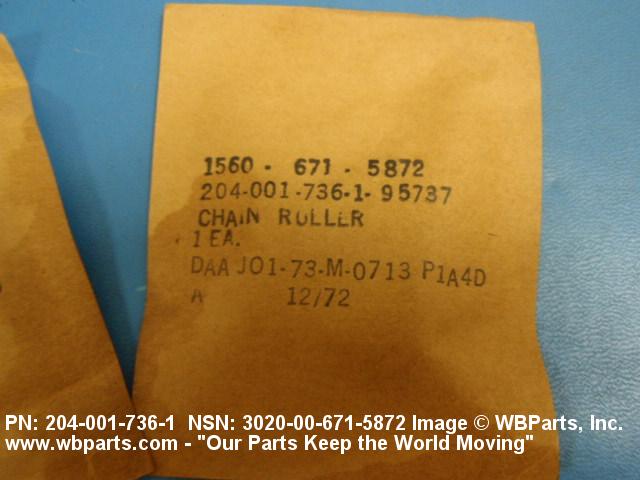 1560 - 671 - 5872
204-001-736-1-95737
CHAIN ROLLER
1 EA.
DAAJ01-73-M-0713 P1A4D
A 12/72
PN: 204-001-736-1 NSN: 3020-00-671-5872 Image © WBParts, Inc.
www.wbparts.com - "Our Parts Keep the World Moving"